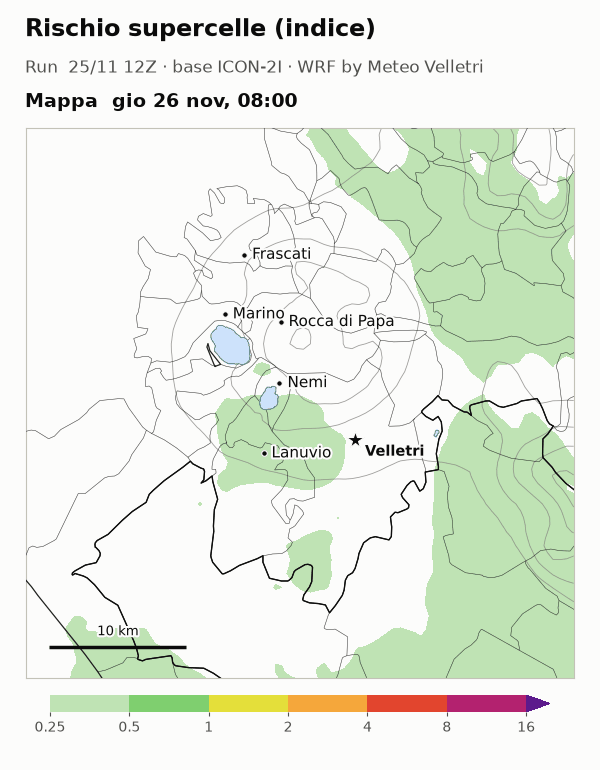 Rischio supercelle (indice)
Run  25/11 12Z · base ICON-2I · WRF by Meteo Velletri
Mappa  gio 26 nov, 08:00
Frascati
Marino
Rocca di Papa
Nemi
Velletri
Lanuvio
10 km
0.25 0.5 1 2 4 8 16